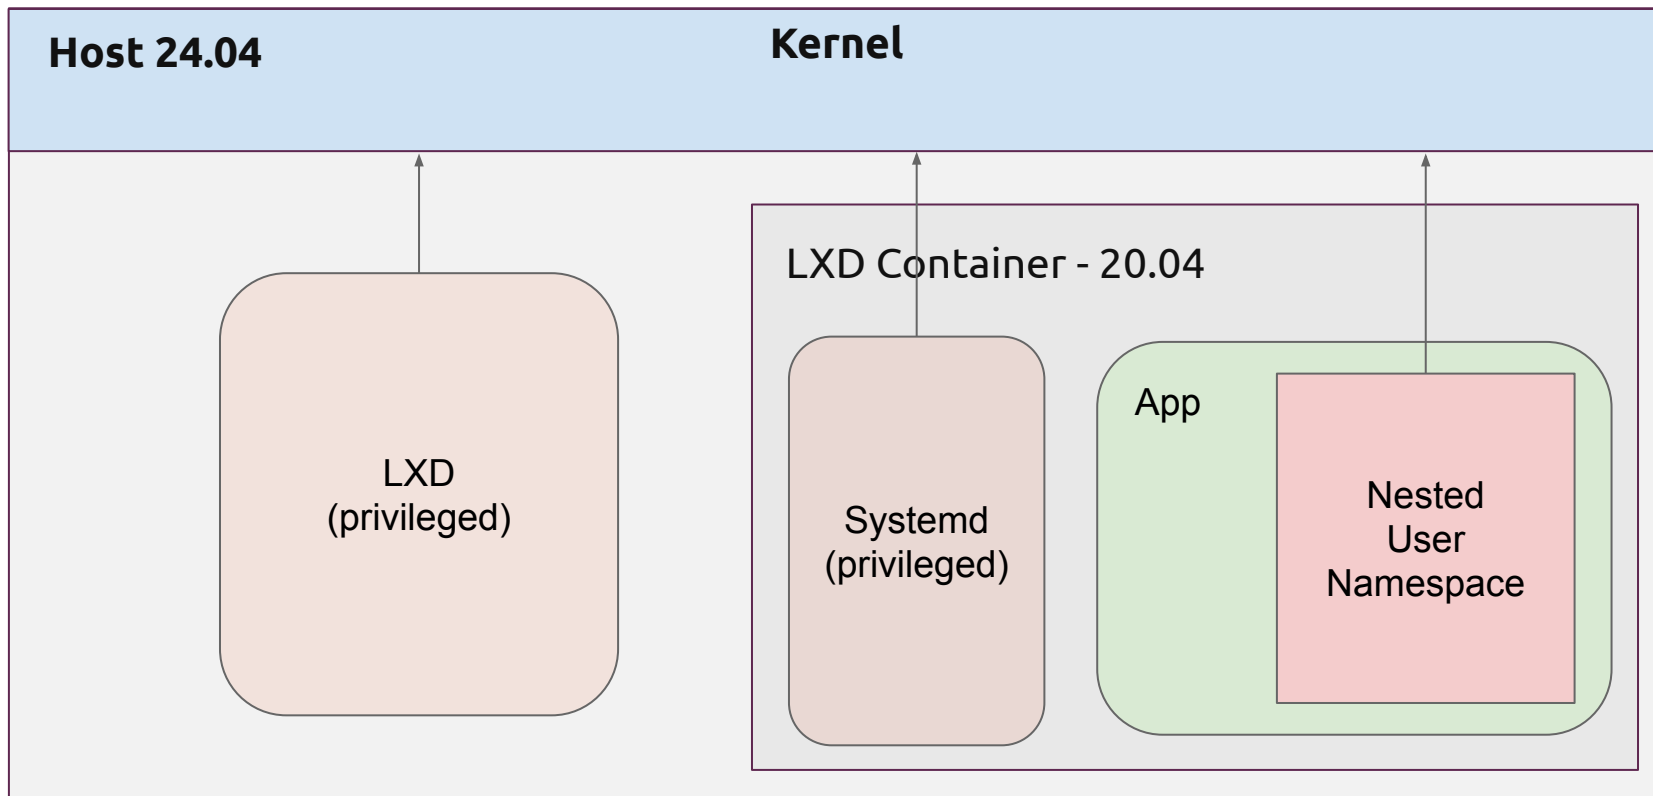 Host 24.04
Kernel
LXD Container - 20.04
LXD
(privileged)
Systemd
(privileged)
App
Nested
User
Namespace